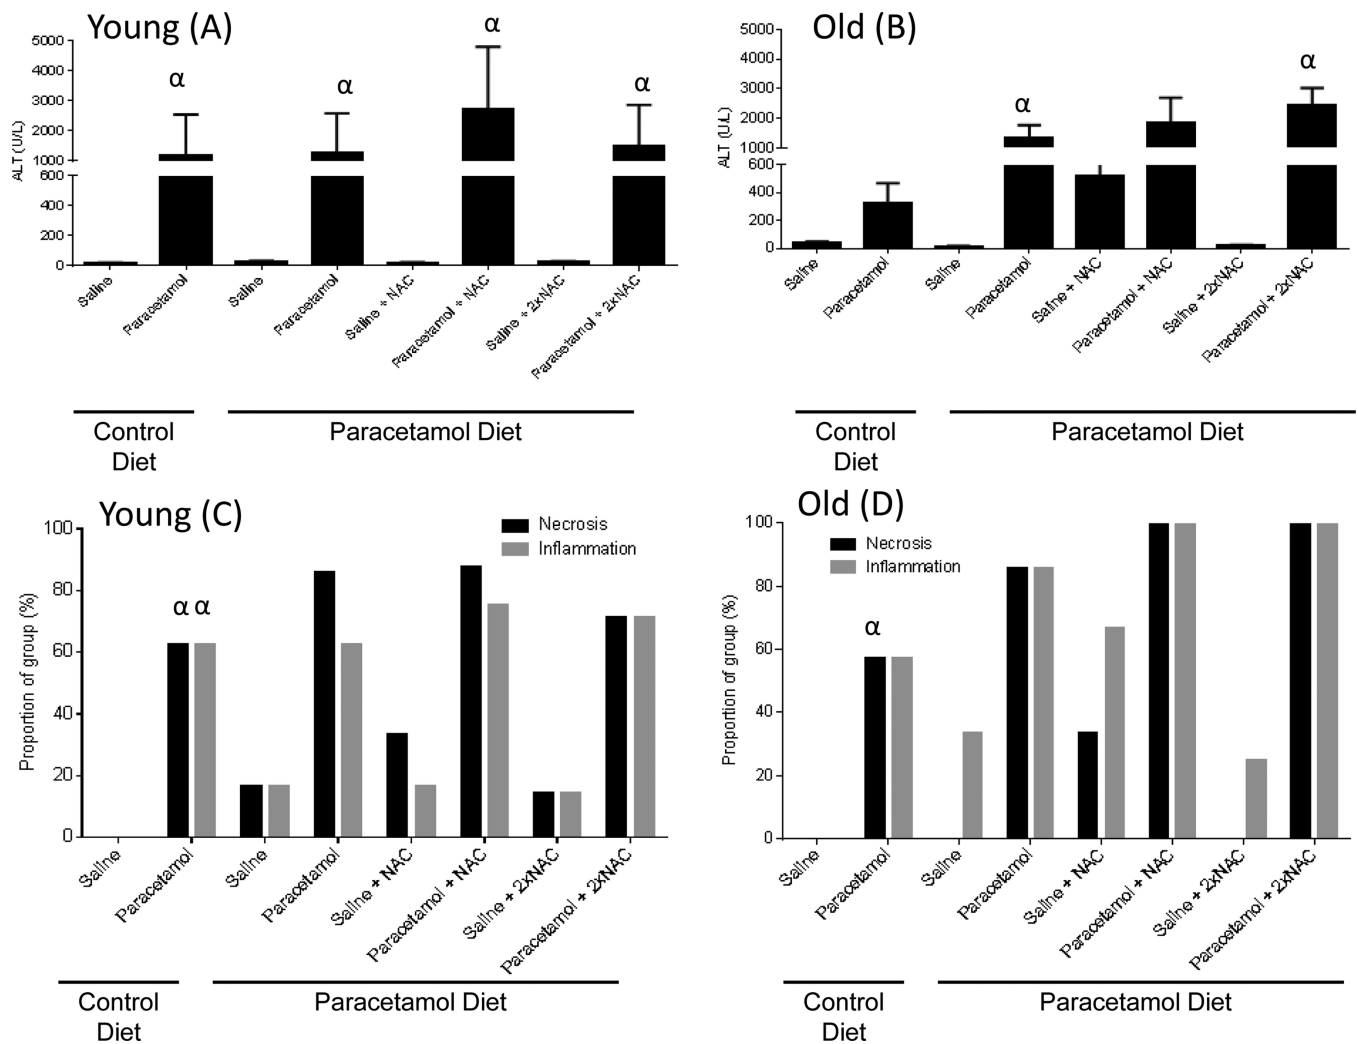 Young (A)
ALT (U/L)
5000
4000
3000
2000
1000
600
400
200
0
α
α
α
α
Saline
Paracetamol
Saline
Paracetamol
Saline + NAC
Paracetamol + NAC
Saline + 2xNAC
Paracetamol + 2xNAC
Control
Diet
Paracetamol Diet
Old (B)
ALT (U/L)
5000
4000
3000
2000
1000
600
400
200
0
α
α
Saline
Paracetamol
Saline
Paracetamol
Saline + NAC
Paracetamol + NAC
Saline + 2xNAC
Paracetamol + 2xNAC
Control
Diet
Paracetamol Diet
Young (C)
Necrosis
Inflammation
Proportion of group (%)
100
80
60
40
20
0
α α
Saline
Paracetamol
Saline
Paracetamol
Saline + NAC
Paracetamol + NAC
Saline + 2xNAC
Paracetamol + 2xNAC
Control
Diet
Paracetamol Diet
Old (D)
Necrosis
Inflammation
Proportion of group (%)
100
80
60
40
20
0
α
Saline
Paracetamol
Saline
Paracetamol
Saline + NAC
Paracetamol + NAC
Saline + 2xNAC
Paracetamol + 2xNAC
Control
Diet
Paracetamol Diet